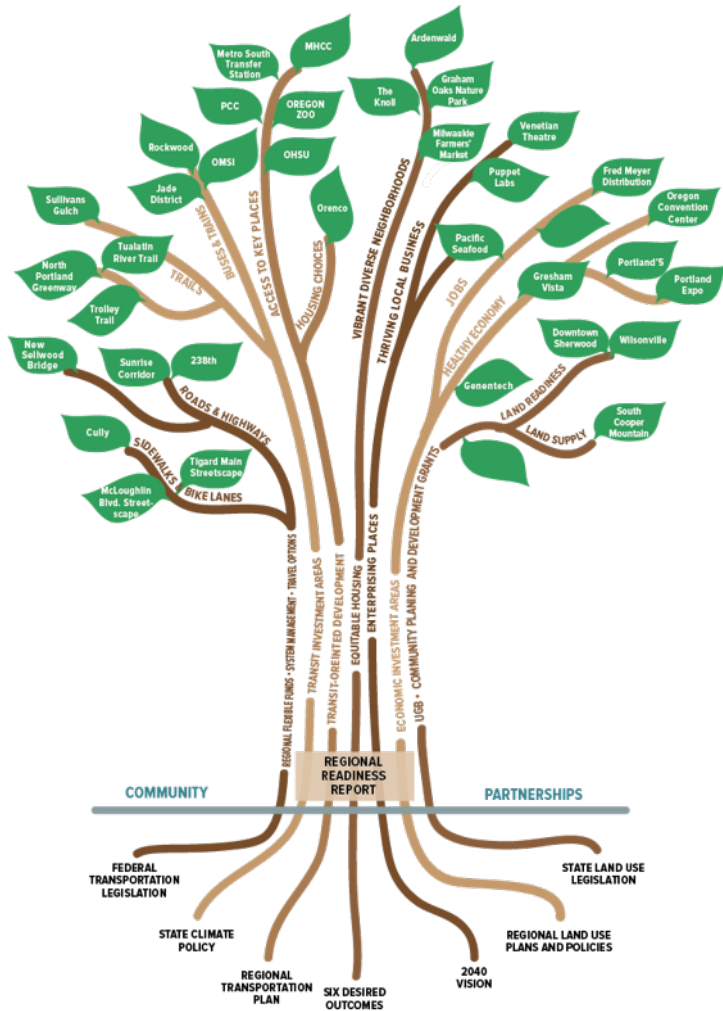 Ardenwald
MHCC
Metro South
Transfer
Station
Graham
Oaks Nature
Park
The
Knoll
PCC
OREGON
ZOO
Venetian
Theatre
Milwaukie
Farmers'
Market
Rockwood
OMSI
OHSU
Puppet
Labs
Fred Meyer
Distribution
Jade
District
Sullivans
Gulch
Orenco
Oregon
Convention
Center
Pacific
Seafood
Tualatin
River Trail
North
Portland
Greenway
Trolley
Trail
Gresham
Vista
Portland'5
Portland
Expo
TRAILS
BUSES & TRAINS
ACCESS TO KEY PLACES
HOUSING CHOICES
VIBRANT DIVERSE NEIGHBORHOODS
THRIVING LOCAL BUSINESS
JOBS
HEALTHY ECONOMY
New
Sellwood
Bridge
Sunrise
Corridor
238th
Downtown
Sherwood
Wilsonville
Genentech
ROADS & HIGHWAYS
LAND READINESS
LAND SUPPLY
South
Cooper
Mountain
Cully
SIDEWALKS & BIKE LANES
Tigard Main
Streetscape
McLoughlin
Blvd. Street-
scape
REGIONAL FLEXIBLE FUNDS • SYSTEM MANAGEMENT • TRAVEL OPTIONS
TRANSIT INVESTMENT AREAS
TRANSIT-OREINTED DEVELOPMENT
EQUITABLE HOUSING
ENTERPRISING PLACES
ECONOMIC INVESTMENT AREAS
UGB • COMMUNITY PLANING AND DEVELOPMENT GRANTS
REGIONAL
READINESS
REPORT
COMMUNITY
PARTNERSHIPS
FEDERAL
TRANSPORTATION
LEGISLATION
STATE LAND USE
LEGISLATION
STATE CLIMATE
POLICY
REGIONAL LAND USE
PLANS AND POLICIES
REGIONAL
TRANSPORTATION
PLAN
SIX DESIRED
OUTCOMES
2040
VISION